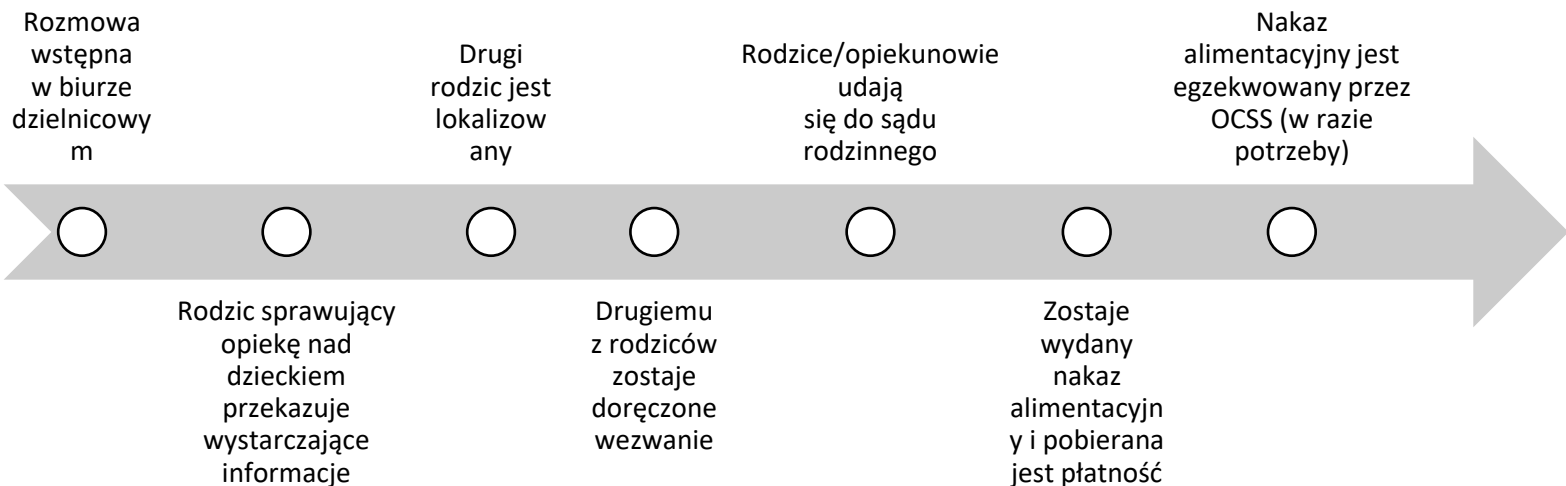 Rozmowa
wstępna
w biurze
dzielnicowy
m
Rodzic sprawujący
opiekę nad
dzieckiem
przekazuje
wystarczające
informacje
Drugi
rodzic jest
lokalizow
any
Drugiemu
z rodziców
zostaje
doręczone
wezwanie
Rodzice/opiekunowie
udają
się do sądu
rodzinnego
Zostaje
wydany
nakaz
alimentacyjn
y i pobierana
jest płatność
Nakaz
alimentacyjny jest
egzekwowany przez
OCSS (w razie
potrzeby)